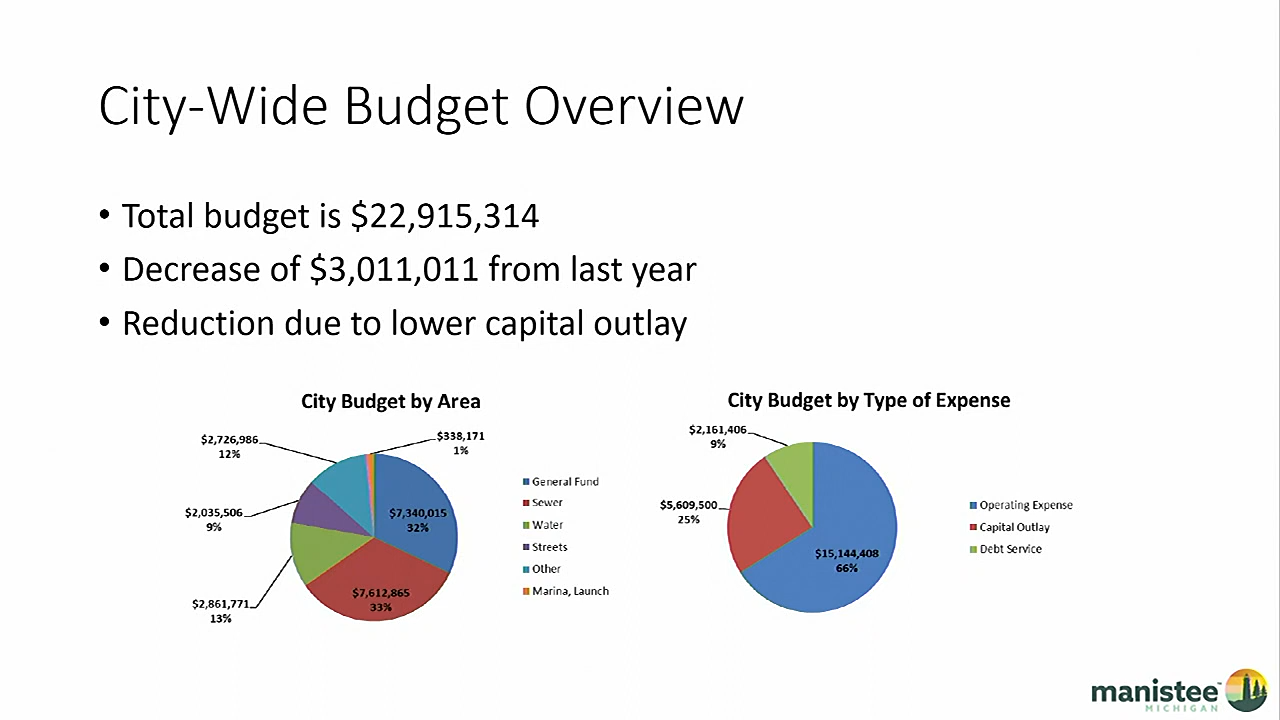 City-Wide Budget Overview
• Total budget is $22,915,314
• Decrease of $3,011,011 from last year
• Reduction due to lower capital outlay
City Budget by Area
$2,726,986
12%
$338,171
1%
$2,035,506
9%
$7,340,015
32%
$2,861,771
13%
$7,612,865
33%
General Fund
Sewer
Water
Streets
Other
Marina, Launch
City Budget by Type of Expense
$2,161,406
9%
$5,609,500
25%
$15,144,408
66%
Operating Expense
Capital Outlay
Debt Service
manistee™
MICHIGAN